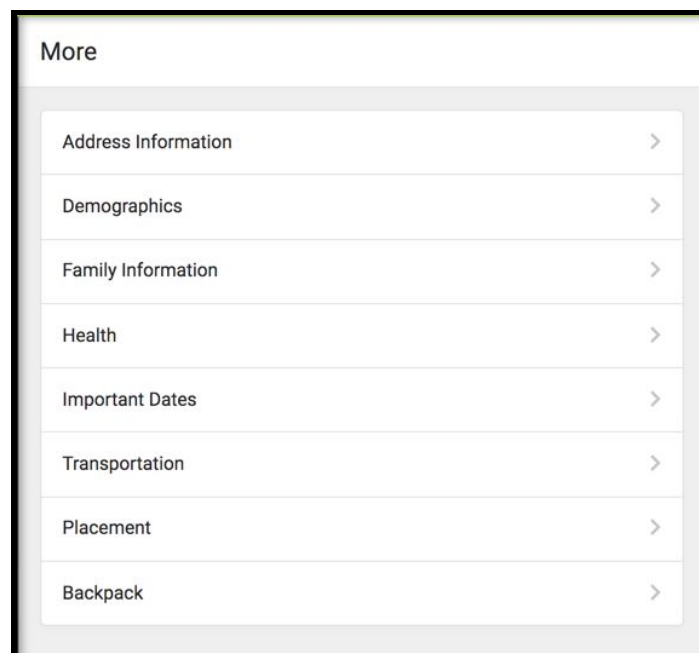 More
Address Information
Demographics
Family Information
Health
Important Dates
Transportation
Placement
Backpack